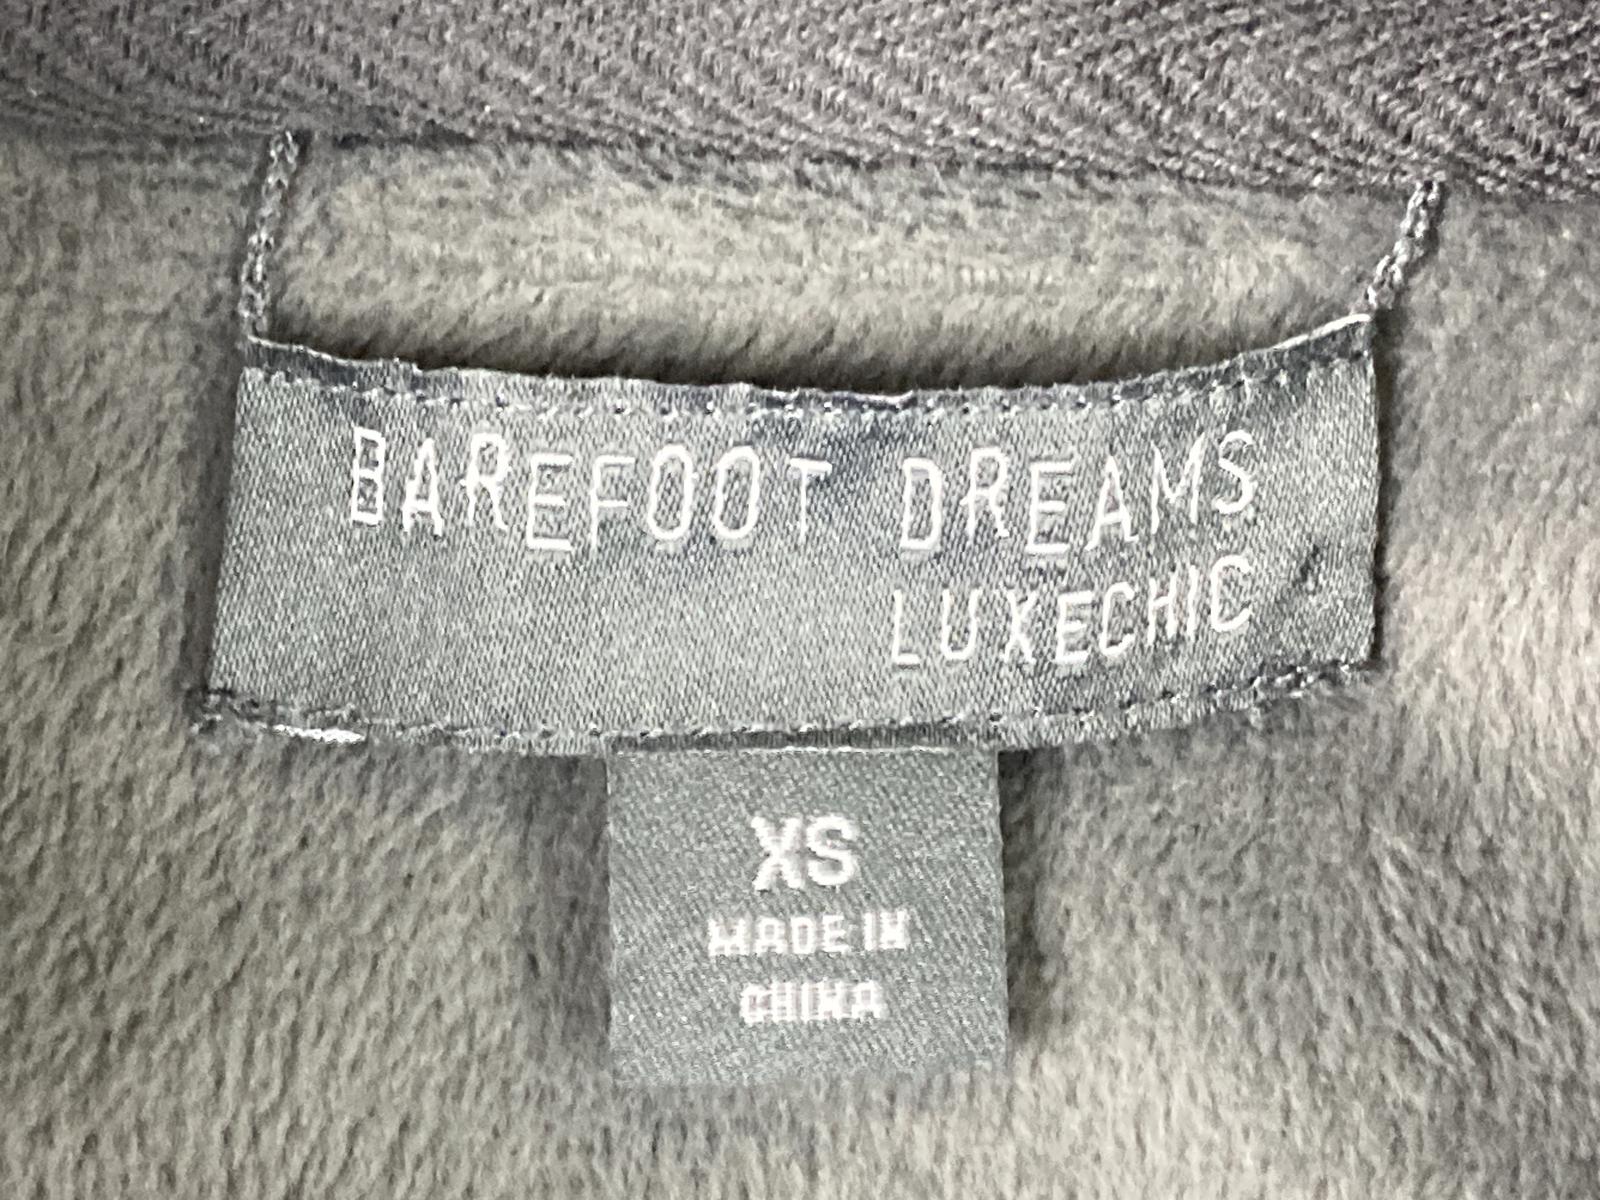 BAREFOOT DREAMS
LUXECHIC
XS
MADE IN
CHINA